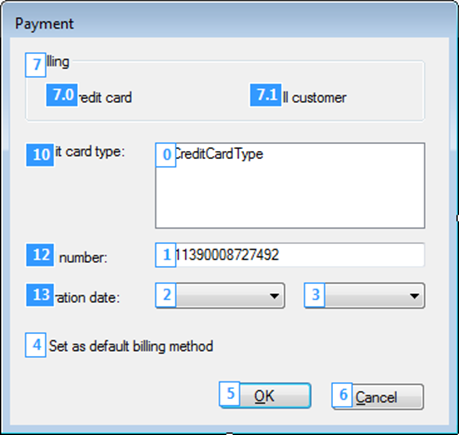 Payment
7 lling
7.0 redit card 7.1 ll customer
10 it card type: 0 CreditCardType
12 number: 1 11390008727492
13 ration date: 2 3
4 Set as default billing method
5 OK 6 Cancel